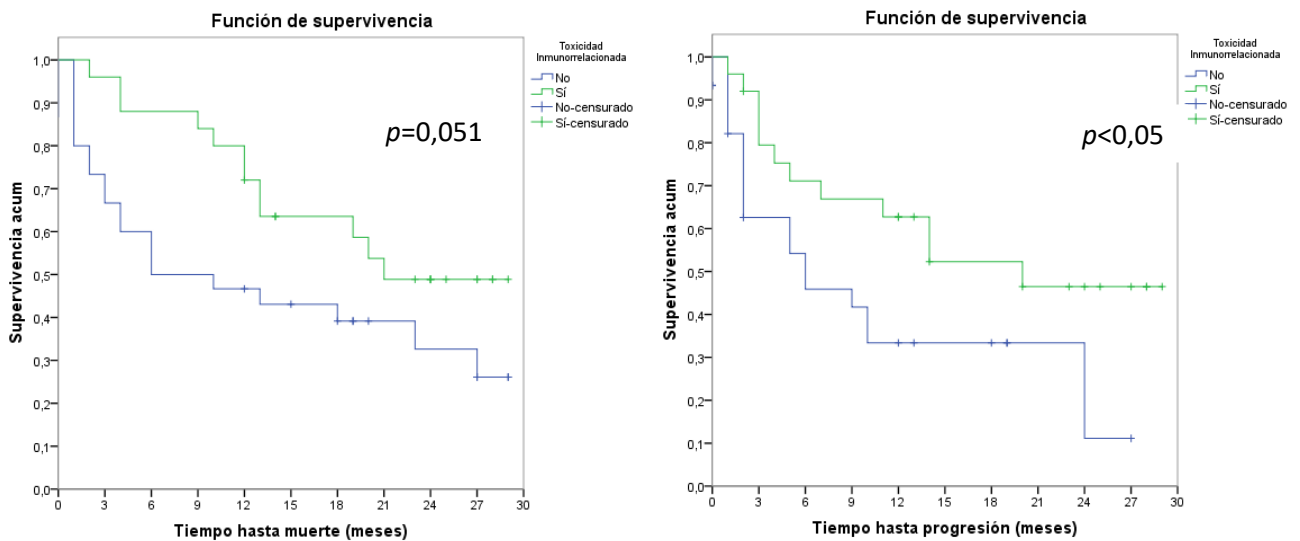 Función de supervivencia
Toxicidad
Inmunorrelacionada
No
Sí
No-censurado
Sí-censurado
p=0,051
1,0
0,9
0,8
0,7
0,6
0,5
0,4
0,3
0,2
0,1
0,0
Supervivencia acum
0 3 6 9 12 15 18 21 24 27 30
Tiempo hasta muerte (meses)
Función de supervivencia
Toxicidad
Inmunorrelacionada
No
Sí
No-censurado
Sí-censurado
p<0,05
1,0
0,9
0,8
0,7
0,6
0,5
0,4
0,3
0,2
0,1
0,0
Supervivencia acum
0 3 6 9 12 15 18 21 24 27 30
Tiempo hasta progresión (meses)